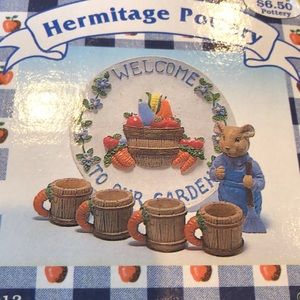 $6.50
Pottery
Hermitage Pottery
WELCOME
TO OUR GARDEN